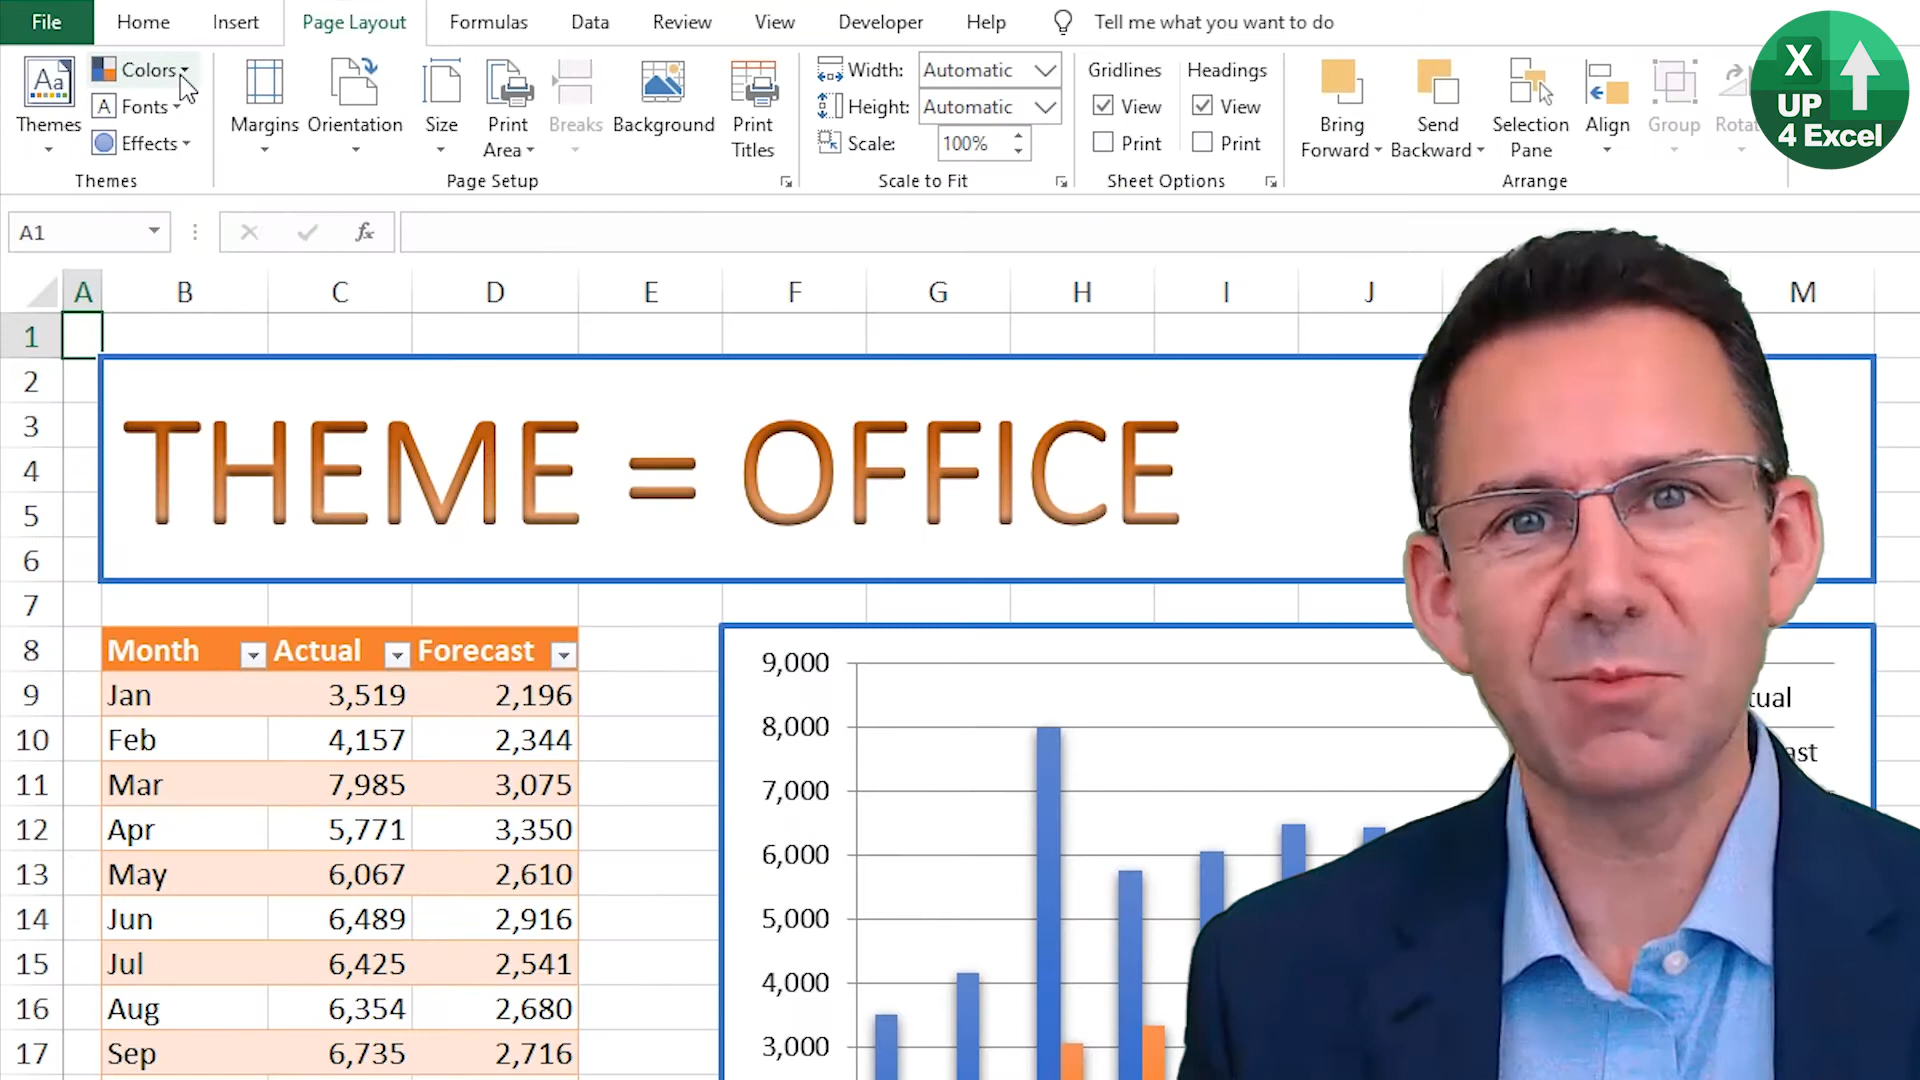 File Home Insert Page Layout Formulas Data Review View Developer Help Tell me what you want to do
Aa Colors Width: Automatic Gridlines Headings
A Fonts Height: Automatic View View
Themes Margins Orientation Size Print Breaks Background Print Bring Send Selection Align Group
Effects Area Titles Scale: 100% Print Print Forward Backward Pane
Themes Page Setup Scale to Fit Sheet Options Arrange
X
UP
4 Excel
A1 fx
A B C D E F G H I J M
1
2
3
4
5
6
7
THEME = OFFICE
8 Month Actual Forecast
9 Jan 3,519 2,196
10 Feb 4,157 2,344
11 Mar 7,985 3,075
12 Apr 5,771 3,350
13 May 6,067 2,610
14 Jun 6,489 2,916
15 Jul 6,425 2,541
16 Aug 6,354 2,680
17 Sep 6,735 2,716
9,000
8,000
7,000
6,000
5,000
4,000
3,000